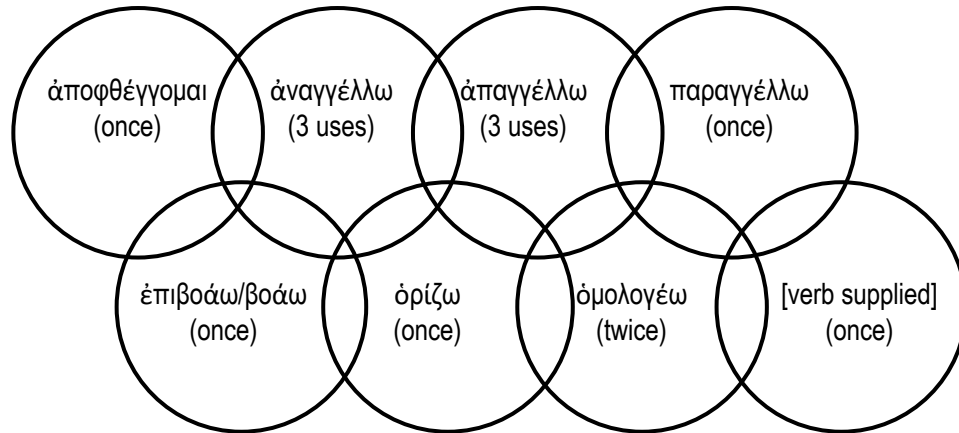 ἀποφθέγγομαι
(once)
ἀναγγέλλω
(3 uses)
ἀπαγγέλλω
(3 uses)
παραγγέλλω
(once)
ἐπιβοάω/βοάω
(once)
ὁρίζω
(once)
ὁμολογέω
(twice)
[verb supplied]
(once)